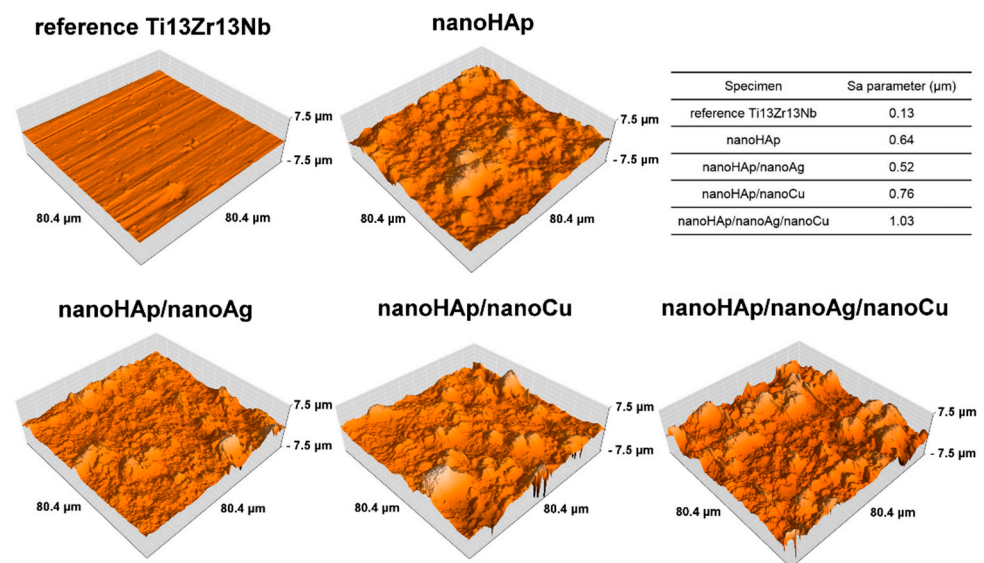 reference Ti13Zr13Nb
7.5 µm
- 7.5 µm
80.4 µm
80.4 µm
nanoHAp
7.5 µm
- 7.5 µm
80.4 µm
80.4 µm
Specimen Sa parameter (µm)
reference Ti13Zr13Nb 0.13
nanoHAp 0.64
nanoHAp/nanoAg 0.52
nanoHAp/nanoCu 0.76
nanoHAp/nanoAg/nanoCu 1.03
nanoHAp/nanoAg
7.5 µm
- 7.5 µm
80.4 µm
80.4 µm
nanoHAp/nanoCu
7.5 µm
- 7.5 µm
80.4 µm
80.4 µm
nanoHAp/nanoAg/nanoCu
7.5 µm
- 7.5 µm
80.4 µm
80.4 µm